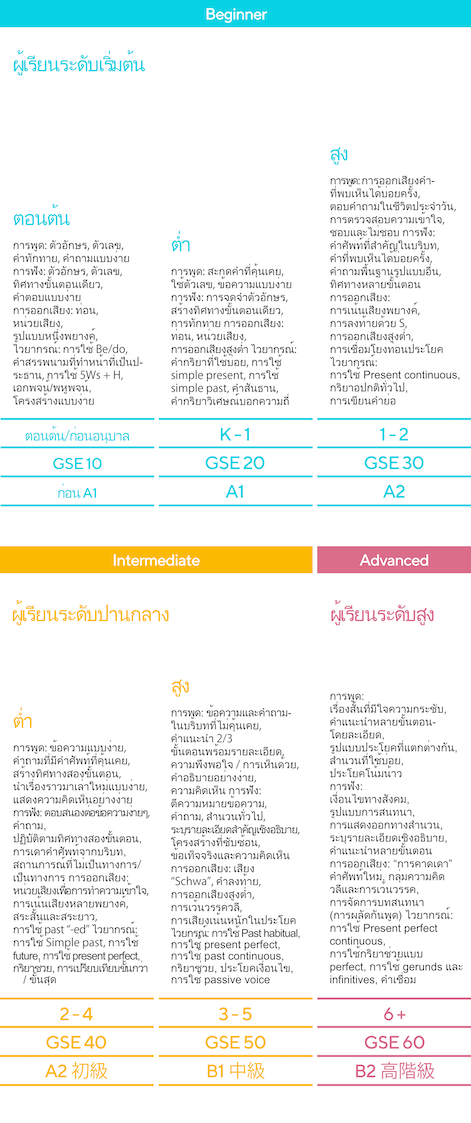 Beginner
ผู้เรียนระดับเริ่มต้น
ตอนต้น
การพูด: ตัวอักษร, ตัวเลข,
คำทักทาย, คำถามแบบง่าย
การฟัง: ตัวอักษร, ตัวเลข,
ทิศทางขั้นตอนเดียว,
คำตอบแบบง่าย
การออกเสียง: ทอน,
หน่วยเสียง,
รูปแบบหนึ่งพยางค์,
ไวยากรณ์: การใช้ Be/do,
คำสรรพนามที่ทำหน้าที่เป็นป-
ระธาน, การใช้ 5Ws + H,
เอกพจน์/พหูพจน์,
โครงสร้างแบบง่าย
ต่ำ
การพูด: สะกดคำที่คุ้นเคย,
ใช้ตัวเลข, ข้อความแบบง่าย
การฟัง: การจดจำตัวอักษร,
สร้างทิศทางขั้นตอนเดียว,
การทักทาย การออกเสียง:
ทอน, หน่วยเสียง,
การออกเสียงสูงต่ำ ไวยากรณ์:
คำกริยาที่ใช้บ่อย, การใช้
simple present, การใช้
simple past, คำสันธาน,
คำกริยาวิเศษณ์บอกความถี่
สูง
การพูด: การออกเสียงคำ-
ที่พบเห็นได้บ่อยครั้ง,
ตอบคำถามในชีวิตประจำวัน,
การตรวจสอบความเข้าใจ,
ชอบและไม่ชอบ การฟัง:
คำศัพท์ที่สำคัญในบริบท,
คำที่พบเห็นได้บ่อยครั้ง,
คำถามพื้นฐานรูปแบบอื่น,
ทิศทางหลายขั้นตอน
การออกเสียง:
การเน้นเสียงพยางค์,
การลงท้ายด้วย S,
การออกเสียงสูงต่ำ,
การเชื่อมโยงทอนประโยค
ไวยากรณ์:
การใช้ Present continuous,
กริยาอปกติทั่วไป,
การเขียนคำย่อ
ตอนต้น/ก่อนอนุบาล
K-1
1-2
GSE 10
GSE 20
GSE 30
ก่อน A1
A1
A2
Intermediate
Advanced
ผู้เรียนระดับปานกลาง
ผู้เรียนระดับสูง
ต่ำ
การพูด: ข้อความแบบง่าย,
คำถามที่มีคำศัพท์ที่คุ้นเคย,
สร้างทิศทางสองขั้นตอน,
นำเรื่องราวมาเล่าใหม่แบบง่าย,
แสดงความคิดเห็นอย่างง่าย
การฟัง: ตอบสนองต่อข้อความง่ายๆ,
คำถาม,
ปฏิบัติตามทิศทางสองขั้นตอน,
การเดาคำศัพท์จากบริบท,
สถานการณ์ที่ไม่เป็นทางการ/
เป็นทางการ การออกเสียง:
หน่วยเสียงเพื่อการทำความเข้าใจ,
การเน้นเสียงหลายพยางค์,
สระสั้นและสระยาว,
การใช้ past “-ed” ไวยากรณ์:
การใช้ Simple past, การใช้
future, การใช้ present perfect,
กริยาช่วย, การเปรียบเทียบขั้นกว่า
/ ขั้นสุด
สูง
การพูด: ข้อความและคำถาม-
ในบริบทที่ไม่คุ้นเคย,
คำแนะนำ 2/3
ขั้นตอนพร้อมรายละเอียด,
ความพึงพอใจ / การเห็นด้วย,
คำอธิบายอย่างง่าย,
ความคิดเห็น การฟัง:
ตีความหมายข้อความ,
คำถาม, สำนวนทั่วไป,
ระบุรายละเอียดสำคัญเชิงอธิบาย,
โครงสร้างที่ซับซ้อน,
ข้อเท็จจริงและความคิดเห็น
การออกเสียง: เสียง
“Schwa”, คำลงท้าย,
การออกเสียงสูงต่ำ,
การเว้นวรรควลี,
การเสียงเน้นหนักในประโยค
ไวยากรณ์: การใช้ Past habitual,
การใช้ present perfect,
การใช้ past continuous,
กริยาช่วย, ประโยคเงื่อนไข,
การใช้ passive voice
การพูด:
เรื่องสั้นที่มีใจความกระชับ,
คำแนะนำหลายขั้นตอน-
โดยละเอียด,
รูปแบบประโยคที่แตกต่างกัน,
สำนวนที่ใช้บ่อย,
ประโยคโน้มน้าว
การฟัง:
เงื่อนไขทางสังคม,
รูปแบบการสนทนา,
การแสดงออกทางสำนวน,
ระบุรายละเอียดเชิงอธิบาย,
คำแนะนำหลายขั้นตอน
การออกเสียง: “การคาดเดา”
คำศัพท์ใหม่, กลุ่มความคิด
วลีและการเว้นวรรค,
การจัดการบทสนทนา
(การผลัดกันพูด) ไวยากรณ์:
การใช้ Present perfect
continuous,
การใช้กริยาช่วยแบบ
perfect, การใช้ gerunds และ
infinitives, คำเชื่อม
2-4
3-5
6+
GSE 40
GSE 50
GSE 60
A2 初級
B1 中級
B2 高階級